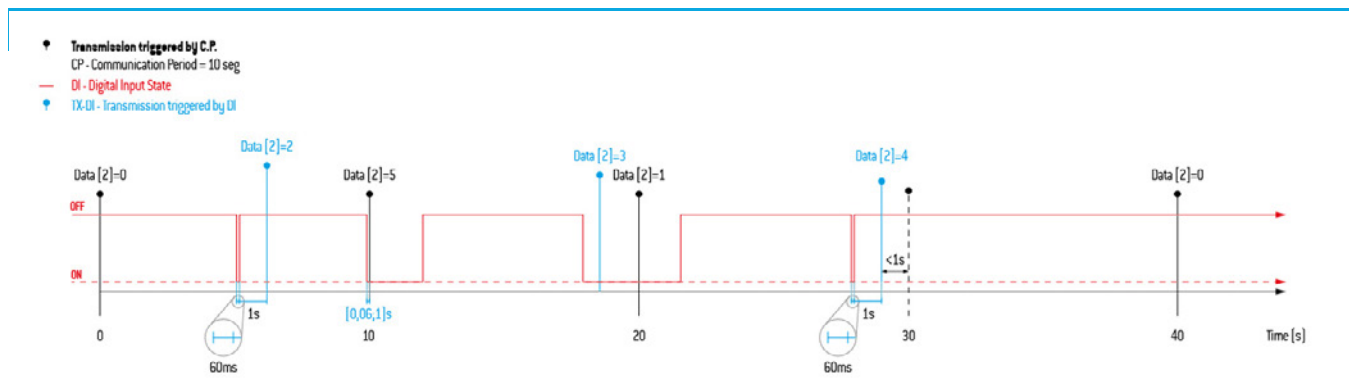 Transmission triggered by C.P.
CP - Communication Period = 10 seg
DI - Digital Input State
TX-DI - Transmission triggered by DI
Data [2]=0
Data [2]=2
Data [2]=5
Data [2]=3
Data [2]=1
Data [2]=4
Data [2]=0
OFF
ON
<1s
1s
[0,06,1]s
1s
0
10
20
30
40
Time [s]
60ms
60ms